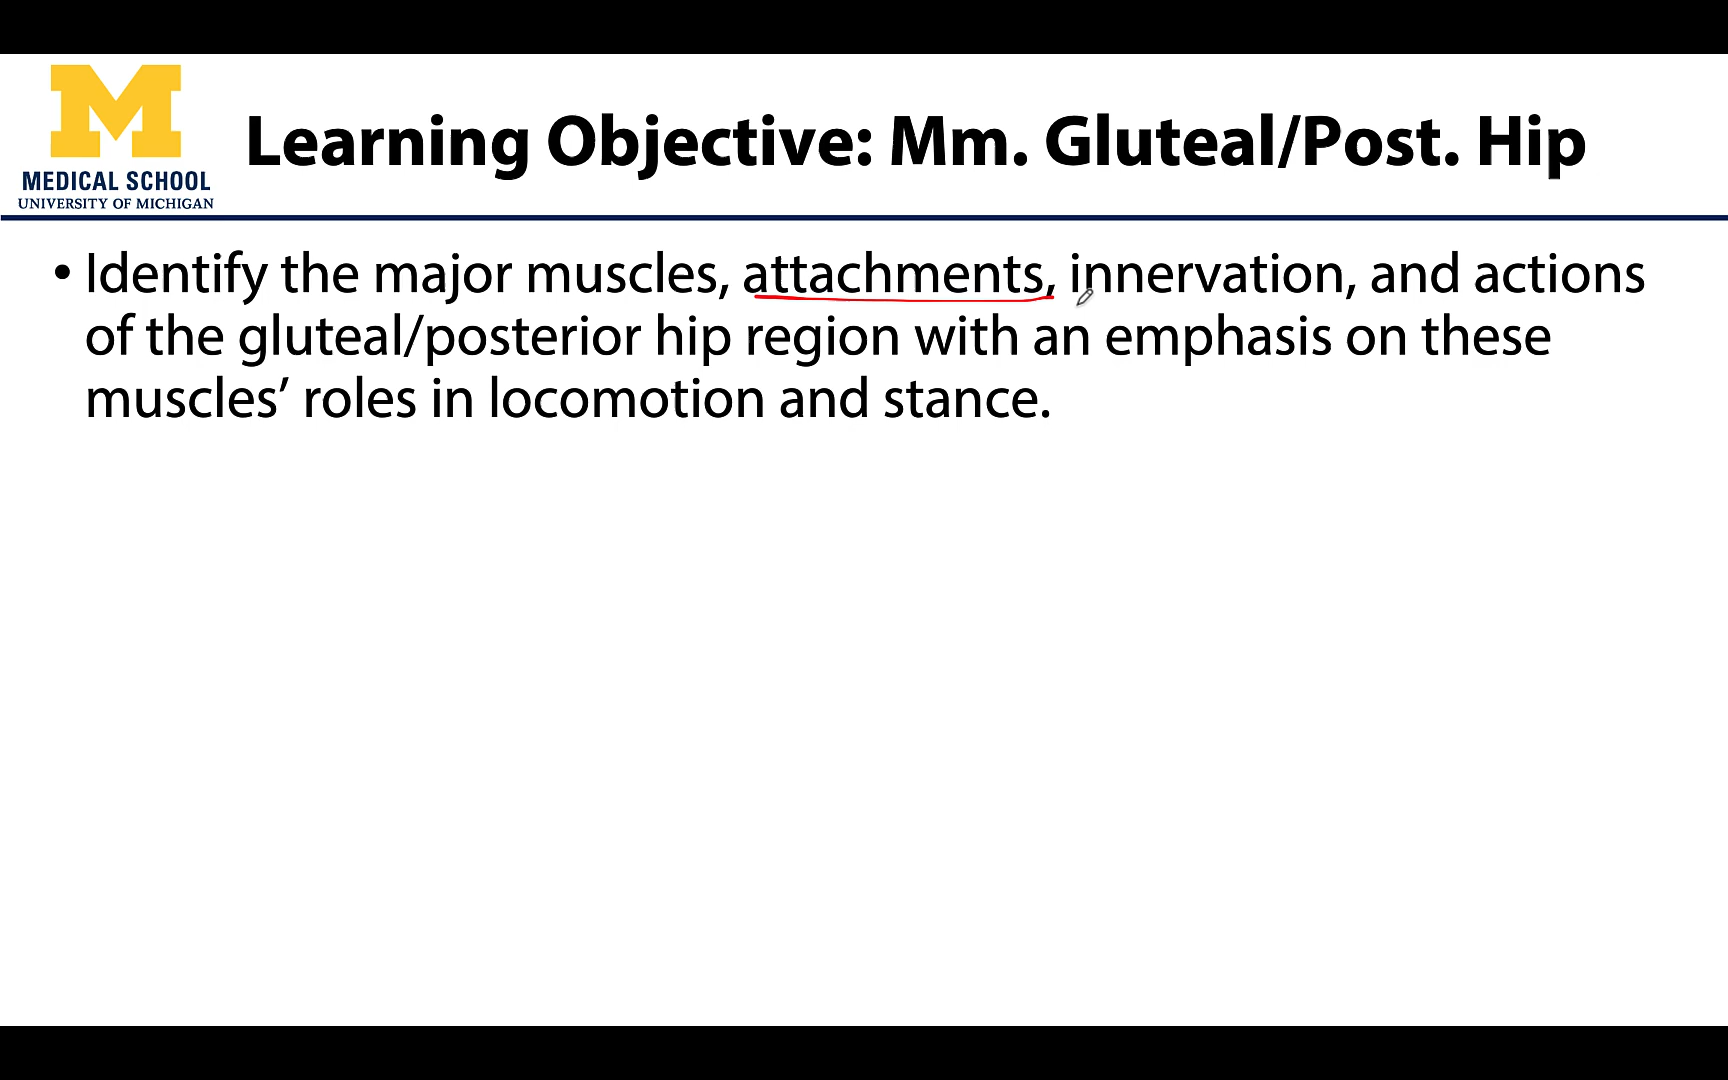 M
MEDICAL SCHOOL
UNIVERSITY OF MICHIGAN
Learning Objective: Mm. Gluteal/Post. Hip
• Identify the major muscles, attachments, innervation, and actions
of the gluteal/posterior hip region with an emphasis on these
muscles’ roles in locomotion and stance.